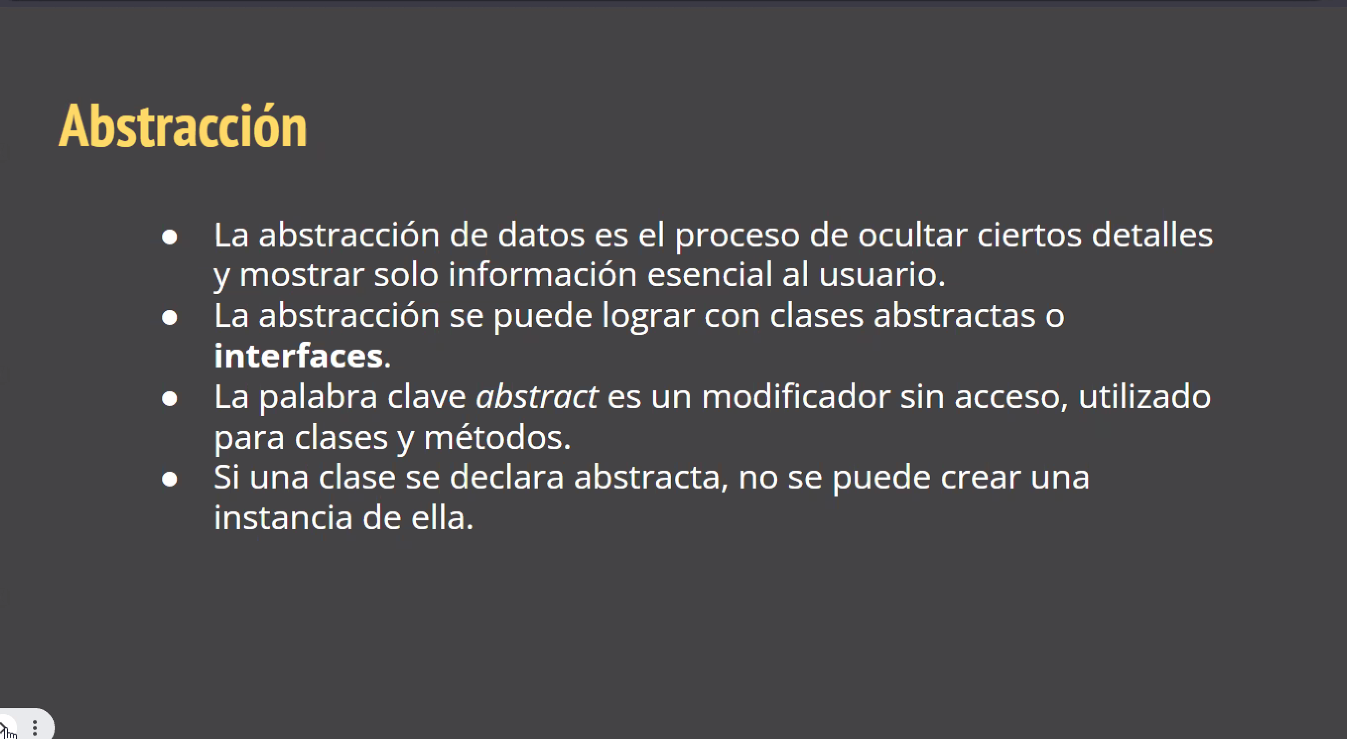 Abstracción
● La abstracción de datos es el proceso de ocultar ciertos detalles
y mostrar solo información esencial al usuario.
● La abstracción se puede lograr con clases abstractas o
interfaces.
● La palabra clave abstract es un modificador sin acceso, utilizado
para clases y métodos.
● Si una clase se declara abstracta, no se puede crear una
instancia de ella.